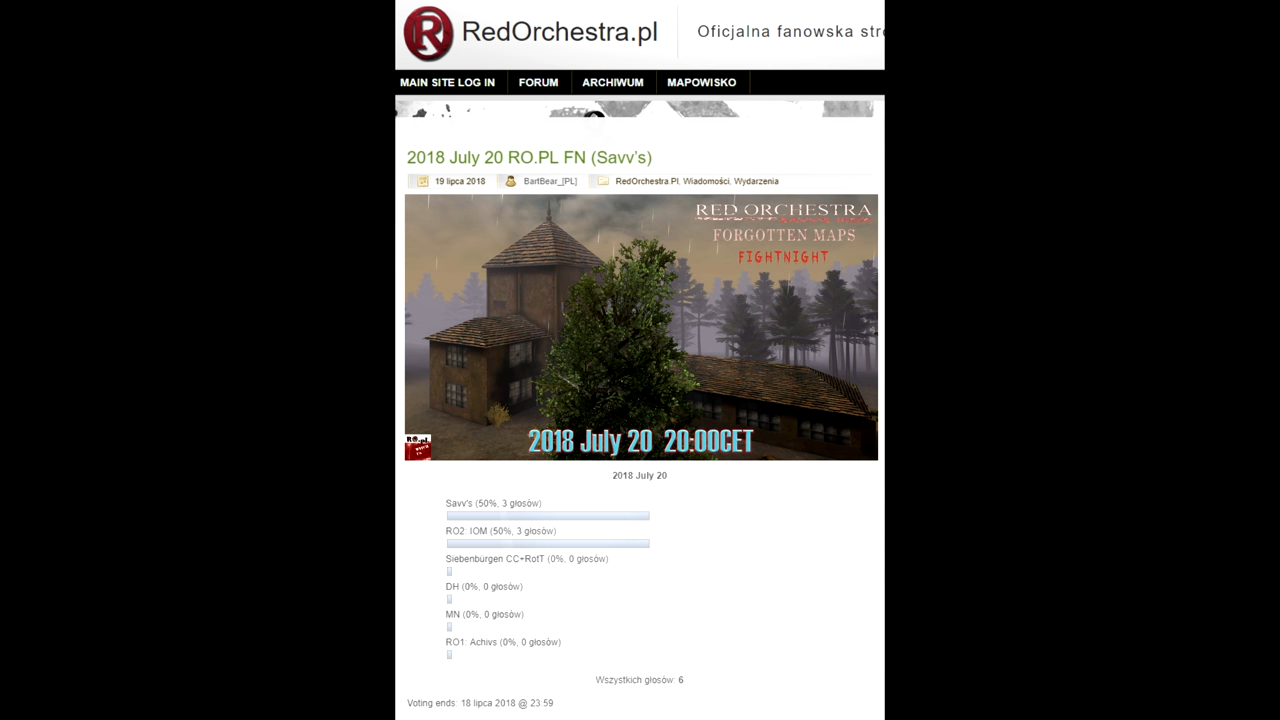 RedOrchestra.pl
Oficjalna fanowska stro
MAIN SITE LOG IN FORUM ARCHIWUM MAPOWISKO
2018 July 20 RO.PL FN (Savv's)
19 lipca 2018 BartBear_[PL] RedOrchestra.Pl, Wiadomości, Wydarzenia
RED ORCHESTRA
FORGOTTEN MAPS
FIGHTNIGHT
RO.pl
2018 July 20 20:00CET
2018 July 20
Savv's (50%, 3 głosów)
RO2: IOM (50%, 3 głosów)
Siebenbürgen CC+RotT (0%, 0 głosów)
DH (0%, 0 głosów)
MN (0%, 0 głosów)
RO1: Achivs (0%, 0 głosów)
Wszystkich głosów: 6
Voting ends: 18 lipca 2018 @ 23:59